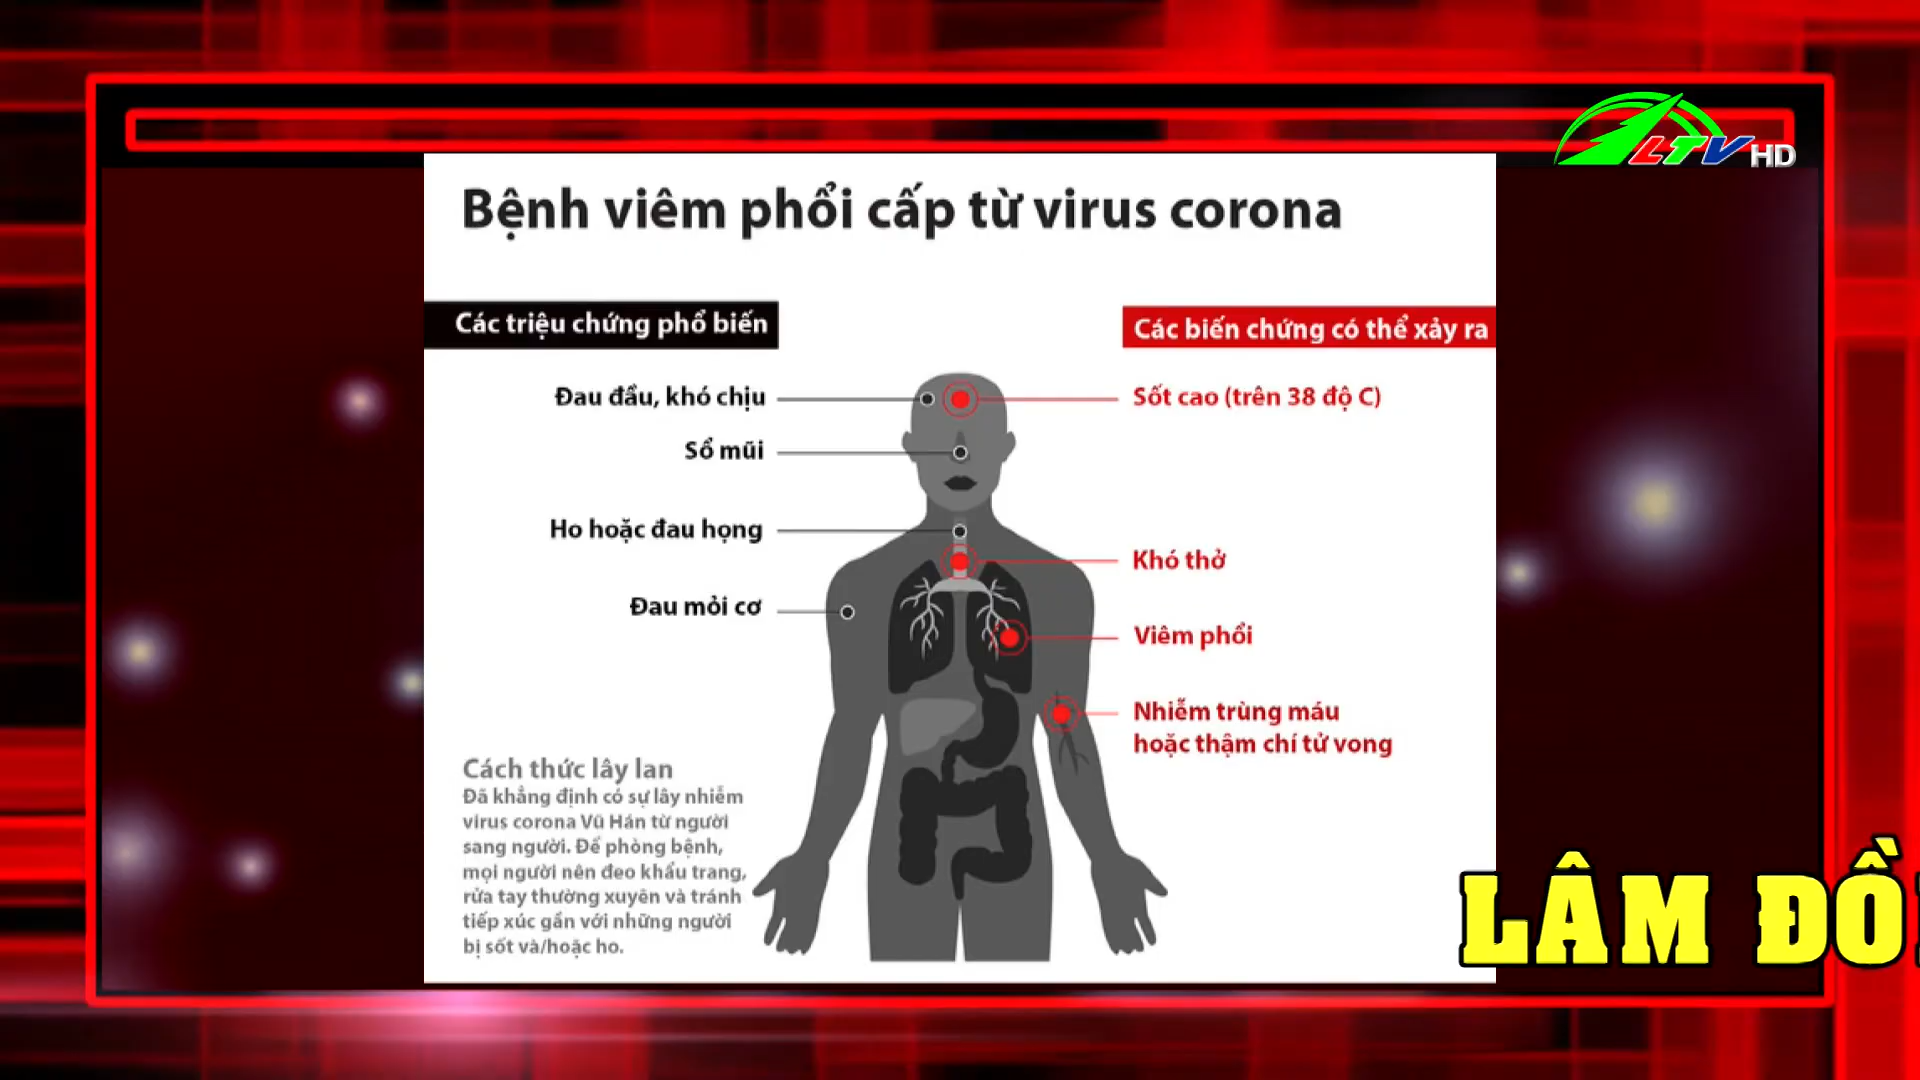 LTV HD
Bệnh viêm phổi cấp từ virus corona
Các triệu chứng phổ biến
Đau đầu, khó chịu
Sổ mũi
Ho hoặc đau họng
Đau mỏi cơ
Các biến chứng có thể xảy ra
Sốt cao (trên 38 độ C)
Khó thở
Viêm phổi
Nhiễm trùng máu
hoặc thậm chí tử vong
Cách thức lây lan
Đã khẳng định có sự lây nhiễm
virus corona Vũ Hán từ người
sang người. Để phòng bệnh,
mọi người nên đeo khẩu trang,
rửa tay thường xuyên và tránh
tiếp xúc gần với những người
bị sốt và/hoặc ho.
LÂM ĐỒ